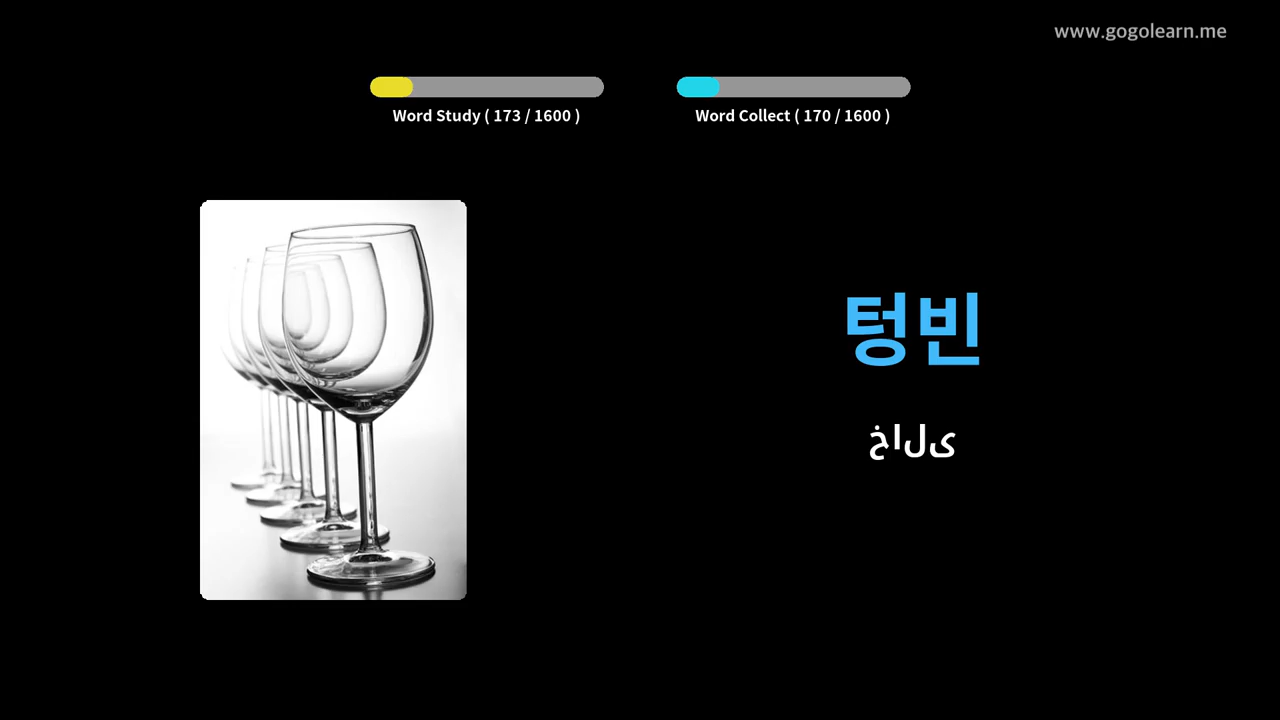 www.gogolearn.me
Word Study ( 173 / 1600 )
Word Collect ( 170 / 1600 )
텅빈
خالی